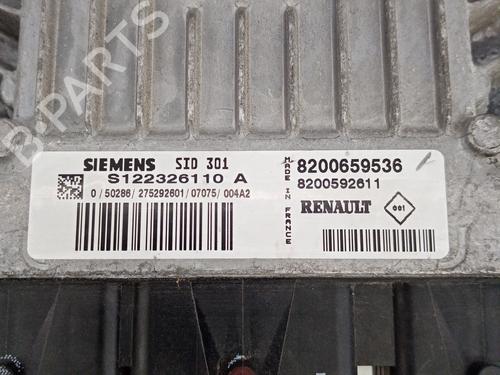 B-PARTS
SIEMENS SID 301
S122326110 A
0/50286/275292601/07075/004A2
MADE IN FRANCE
8200659536
8200592611
RENAULT
001